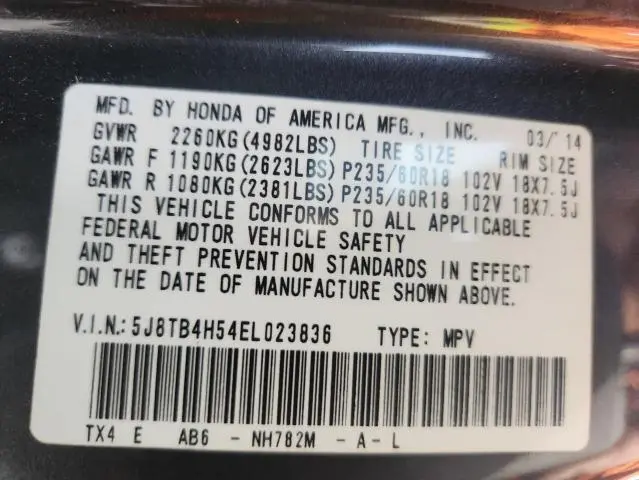 MFD. BY HONDA OF AMERICA MFG., INC. 03/'14
GVWR 2260KG(4982LBS) TIRE SIZE RIM SIZE
GAWR F 1190KG(2623LBS) P235/60R18 102V 18X7.5J
GAWR R 1080KG(2381LBS) P235/60R18 102V 18X7.5J
THIS VEHICLE CONFORMS TO ALL APPLICABLE
FEDERAL MOTOR VEHICLE SAFETY
AND THEFT PREVENTION STANDARDS IN EFFECT
ON THE DATE OF MANUFACTURE SHOWN ABOVE.
V.I.N.: 5J8TB4H54EL023836 TYPE: MPV
TX4 E AB6 - NH782M - A - L